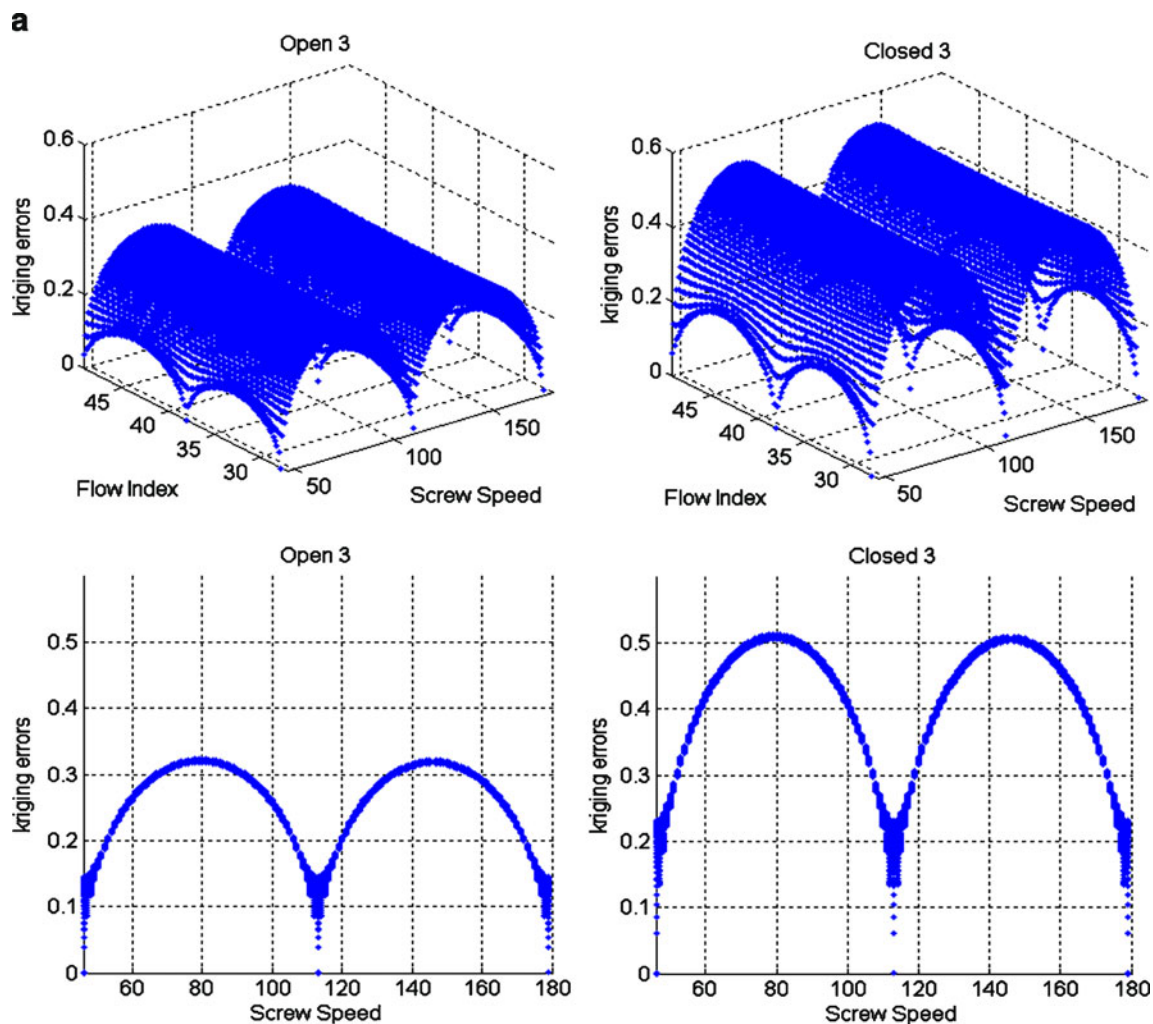 a
Open 3
Closed 3
kriging errors
0.6
0.4
0.2
0
45
40
35
30
Flow Index
50
100
150
Screw Speed
kriging errors
0.6
0.4
0.2
0
45
40
35
30
Flow Index
50
100
150
Screw Speed
Open 3
Closed 3
kriging errors
0.5
0.4
0.3
0.2
0.1
0
60 80 100 120 140 160 180
Screw Speed
kriging errors
0.5
0.4
0.3
0.2
0.1
0
60 80 100 120 140 160 180
Screw Speed